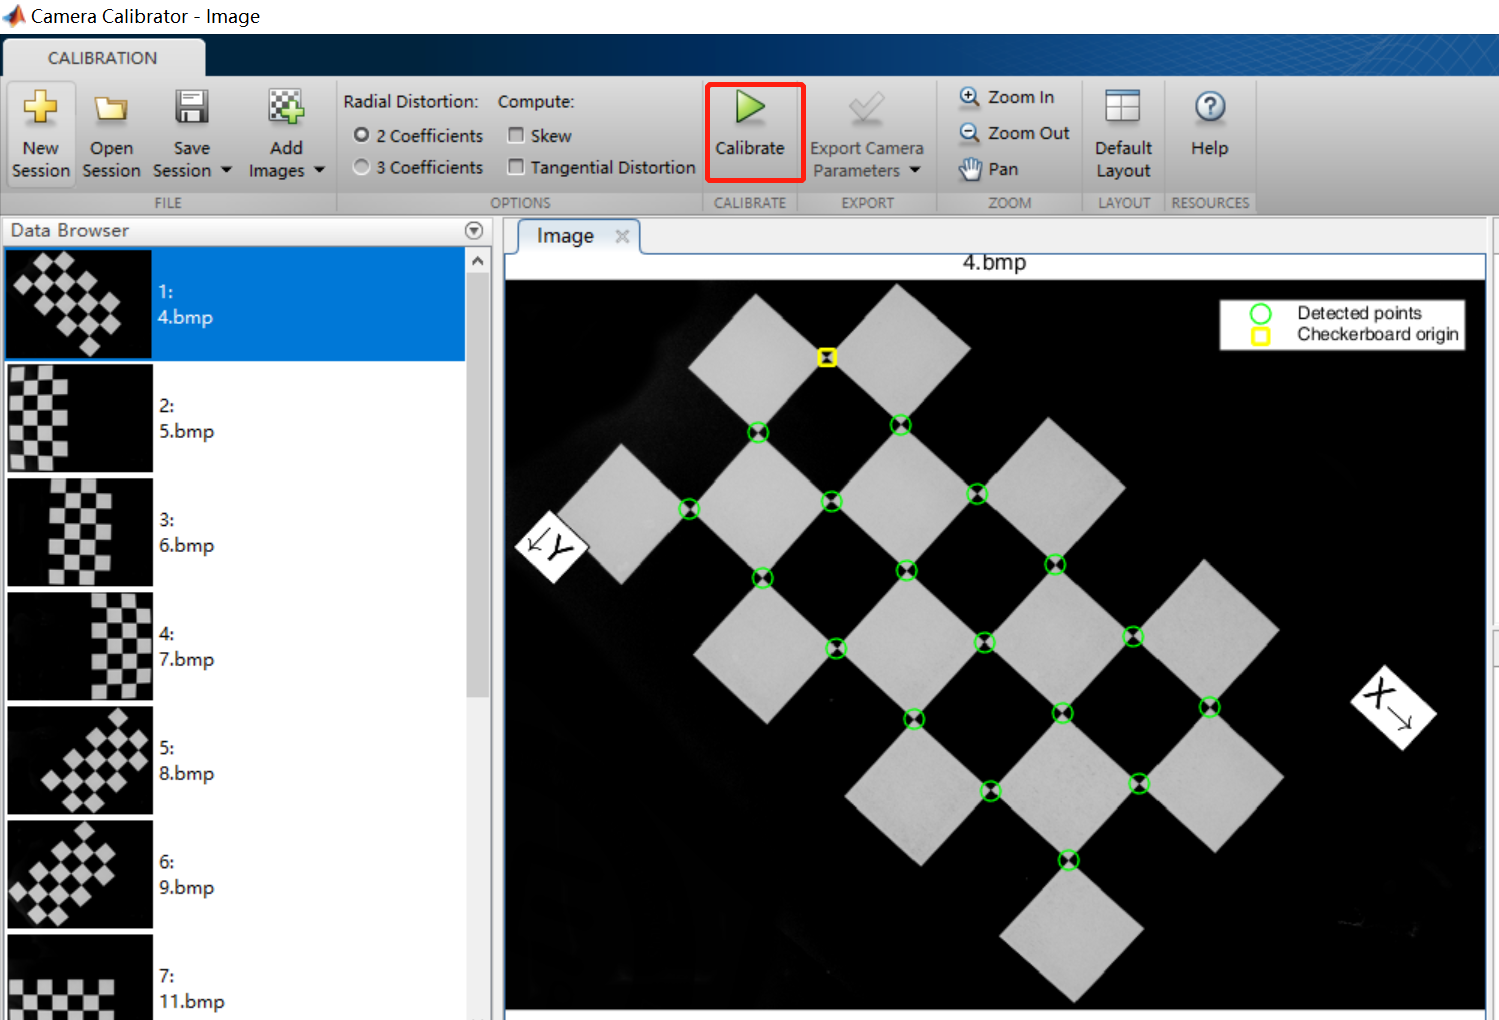 Camera Calibrator - Image
CALIBRATION
New Session
Open Session
Save Session
Add Images
Radial Distortion:
2 Coefficients
3 Coefficients
Compute:
Skew
Tangential Distortion
Calibrate
Export Camera Parameters
Zoom In
Zoom Out
Pan
Default Layout
Help
FILE
OPTIONS
CALIBRATE
EXPORT
ZOOM
LAYOUT
RESOURCES
Data Browser
1:
4.bmp
2:
5.bmp
3:
6.bmp
4:
7.bmp
5:
8.bmp
6:
9.bmp
7:
11.bmp
Image
4.bmp
Detected points
Checkerboard origin
Y
X